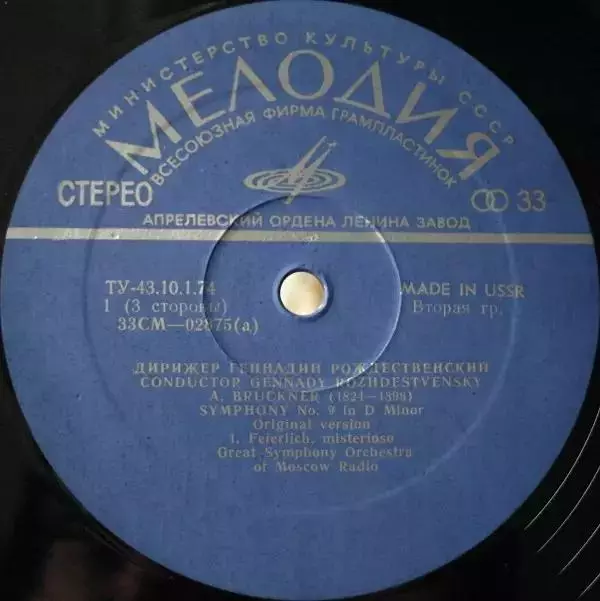 МИНИСТЕРСТВО КУЛЬТУРЫ СССР
МЕЛОДИЯ
ВСЕСОЮЗНАЯ ФИРМА ГРАМПЛАСТИНОК
СТЕРЕО
33
АПРЕЛЕВСКИЙ ОРДЕНА ЛЕНИНА ЗАВОД
ТУ-43.10.1.74
MADE IN USSR
1 (3 стороны)
Вторая гр.
33СМ—02875(а)
ДИРИЖЕР ГЕННАДИЙ РОЖДЕСТВЕНСКИЙ
CONDUCTOR GENNADY ROZHDESTVENSKY
A. BRUCKNER (1824—1896)
SYMPHONY No. 9 in D Minor
Original version
1. Feierlich, misterioso
Great Symphony Orchestra
of Moscow Radio